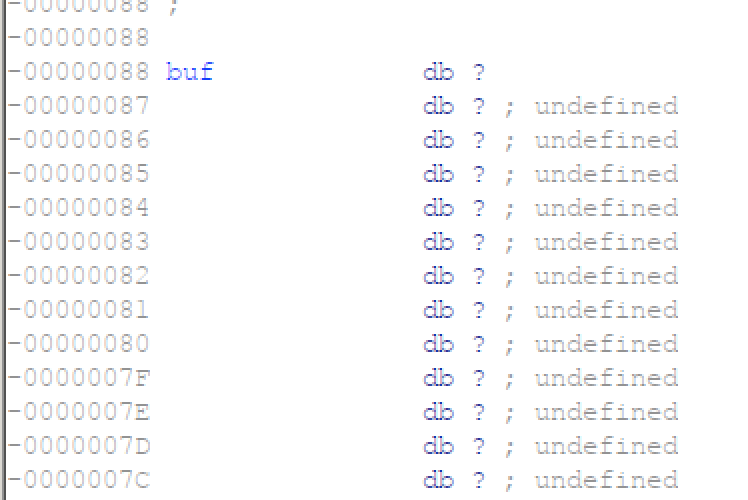 -00000088 ;
-00000088
-00000088 buf db ?
-00000087 db ? ; undefined
-00000086 db ? ; undefined
-00000085 db ? ; undefined
-00000084 db ? ; undefined
-00000083 db ? ; undefined
-00000082 db ? ; undefined
-00000081 db ? ; undefined
-00000080 db ? ; undefined
-0000007F db ? ; undefined
-0000007E db ? ; undefined
-0000007D db ? ; undefined
-0000007C db ? ; undefined